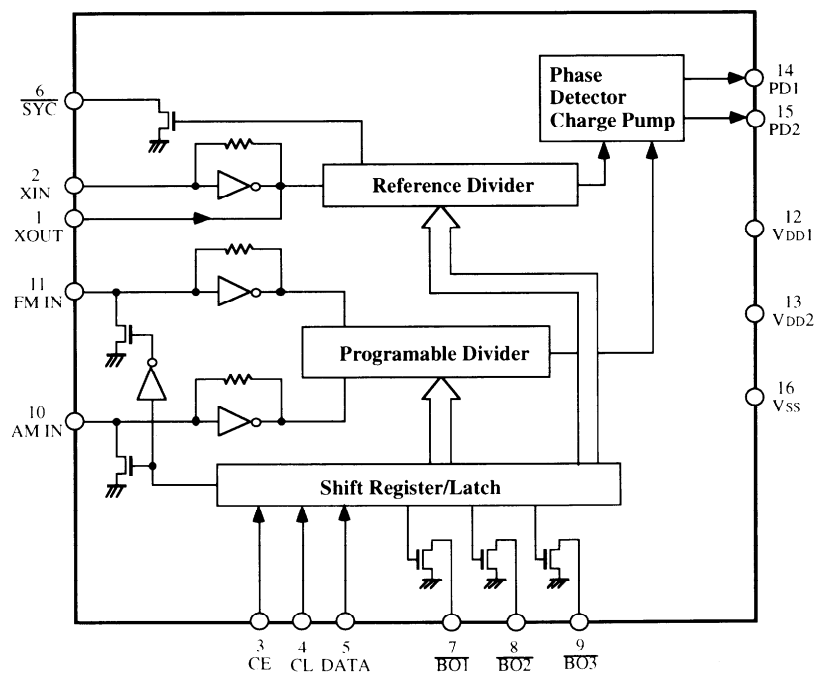 6
SYC
2
XIN
1
XOUT
11
FM IN
10
AM IN
Phase
Detector
Charge Pump
Reference Divider
Programable Divider
Shift Register/Latch
14
PD1
15
PD2
12
VDD1
13
VDD2
16
VSS
3
CE
4
CL
5
DATA
7
BO1
8
BO2
9
BO3